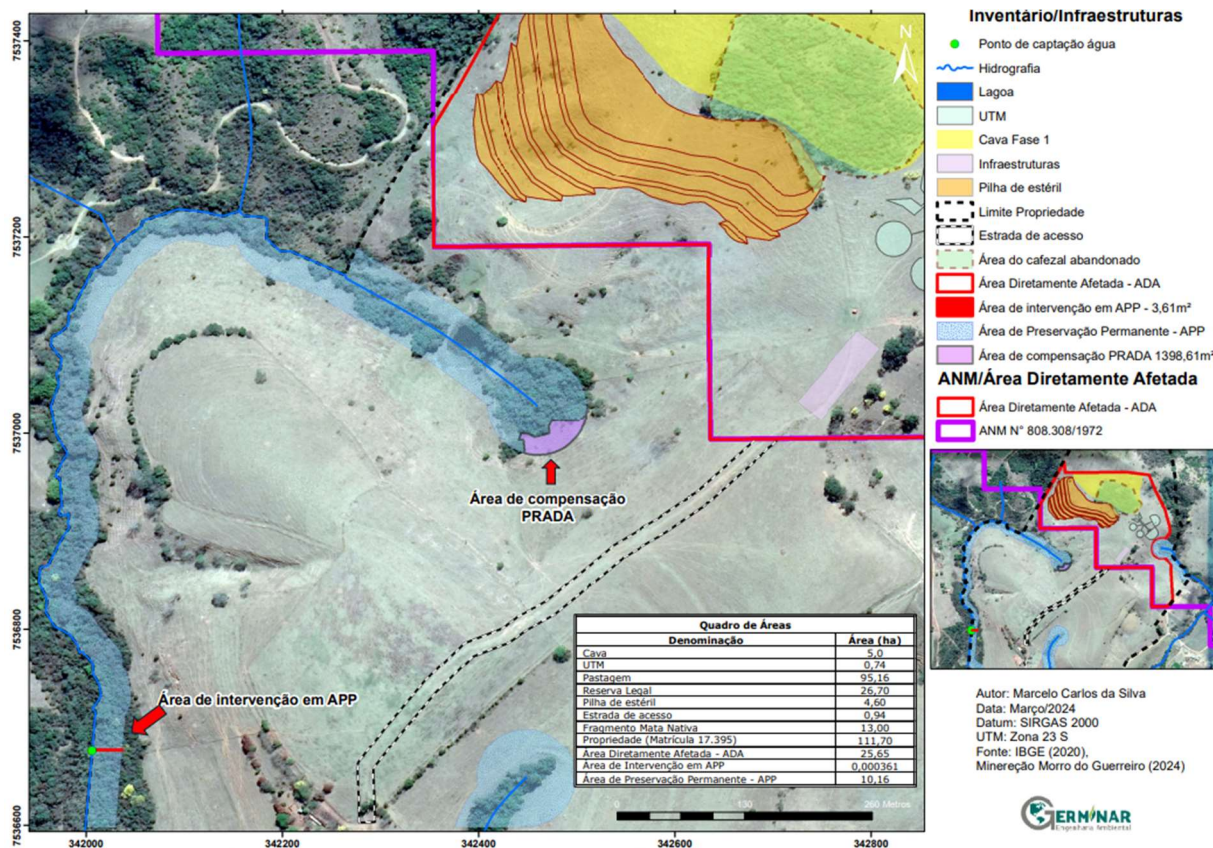 Inventário/Infraestruturas
Ponto de captação água
Hidrografia
Lagoa
UTM
Cava Fase 1
Infraestruturas
Pilha de estéril
Limite Propriedade
Estrada de acesso
Área do cafezal abandonado
Área Diretamente Afetada - ADA
Área de intervenção em APP - 3,61m²
Área de Preservação Permanente - APP
Área de compensação PRADA 1398,61m²
ANM/Área Diretamente Afetada
Área Diretamente Afetada - ADA
ANM N° 808.308/1972
N
7537400
7537200
7537000
7536800
7536600
Área de compensação
PRADA
Área de intervenção em APP
Quadro de Áreas
Denominação Área (ha)
Cava 5,0
UTM 0,74
Pastagem 95,16
Reserva Legal 26,70
Pilha de estéril 4,60
Estrada de acesso 0,94
Fragmento Mata Nativa 13,00
Propriedade (Matrícula 17.395) 111,70
Área Diretamente Afetada - ADA 25,65
Área de Intervenção em APP 0,000361
Área de Preservação Permanente - APP 10,16
0 130 260 Metros
342000 342200 342400 342600 342800
Autor: Marcelo Carlos da Silva
Data: Março/2024
Datum: SIRGAS 2000
UTM: Zona 23 S
Fonte: IBGE (2020),
Minereção Morro do Guerreiro (2024)
GERMINAR
Engenharia Ambiental